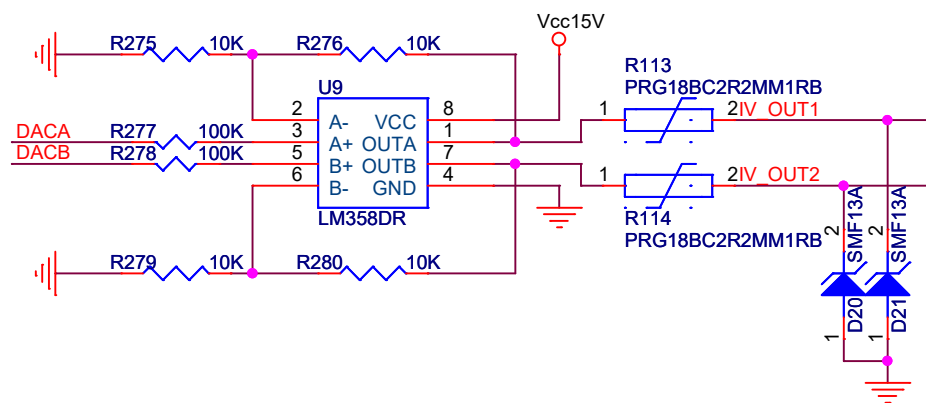 Vcc15V
R275 10K R276 10K
R113
PRG18BC2R2MM1RB
U9
2 A- VCC 8
1 2 IV_OUT1
DACA R277 100K 3 A+ OUTA 1
DACB R278 100K 5 B+ OUTB 7
6 B- GND 4
1 2 IV_OUT2
LM358DR
R114
PRG18BC2R2MM1RB
R279 10K R280 10K
2 SMF13A 2 SMF13A
1 D20 1 D21